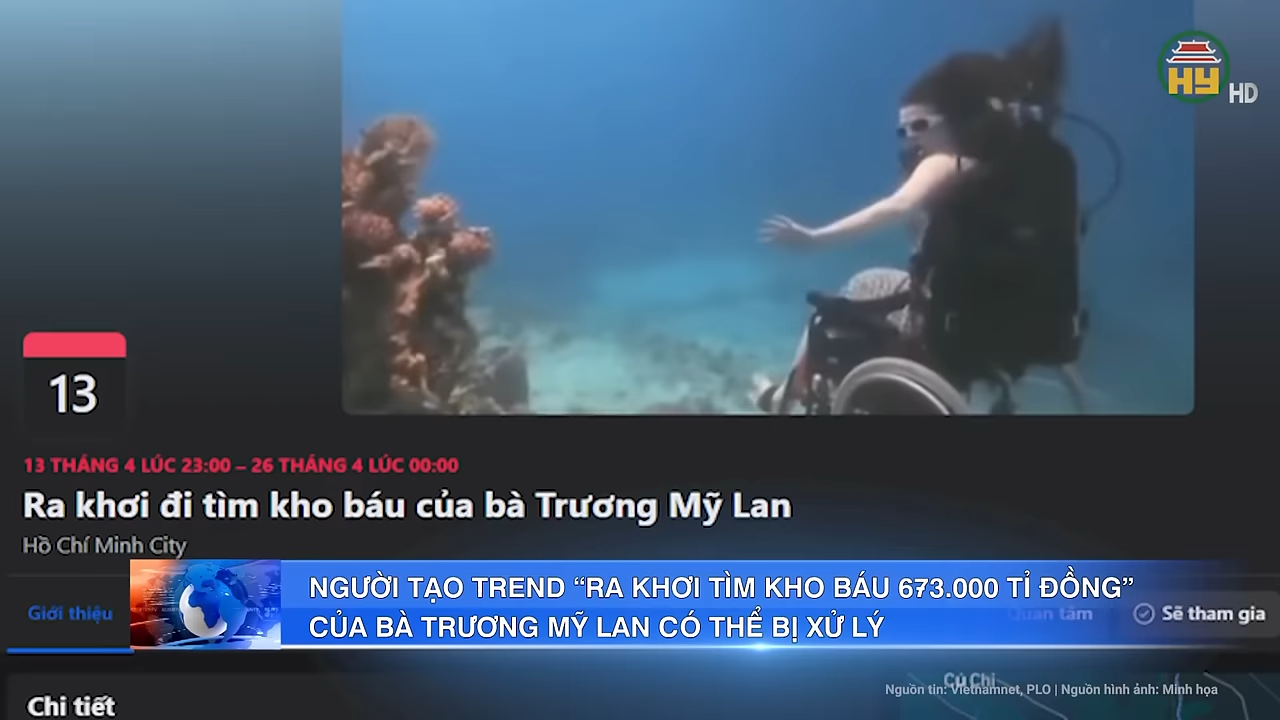 HY
HD
13
13 THÁNG 4 LÚC 23:00 – 26 THÁNG 4 LÚC 00:00
Ra khơi đi tìm kho báu của bà Trương Mỹ Lan
Hồ Chí Minh City
Giới thiệu
NGƯỜI TẠO TREND “RA KHƠI TÌM KHO BÁU 673.000 TỈ ĐỒNG”
CỦA BÀ TRƯƠNG MỸ LAN CÓ THỂ BỊ XỬ LÝ
Quan tâm
Sẽ tham gia
Chi tiết
Củ Chi
Nguồn tin: Vietnamnet, PLO | Nguồn hình ảnh: Minh họa